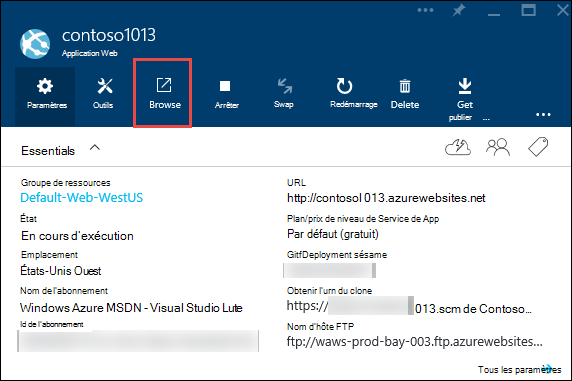 contoso1013
Application Web
Paramètres Outils Browse Arrêter Swap Redémarrage Delete Get publier ...
Essentials
Groupe de ressources
Default-Web-WestUS
URL
http://contosol 013.azurewebsites.net
État
En cours d'exécution
Plan/prix de niveau de Service de App
Par défaut (gratuit)
Emplacement
États-Unis Ouest
GitfDeployment sésame
Nom de l'abonnement
Windows Azure MSDN - Visual Studio Lute
Obtenir l'urn du clone
https:/ 013.scm de Contoso...
Id de l'abonnement
Nom d'hôte FTP
ftp://waws-prod-bay-003.ftp.azurewebsites...
Tous les paramètres